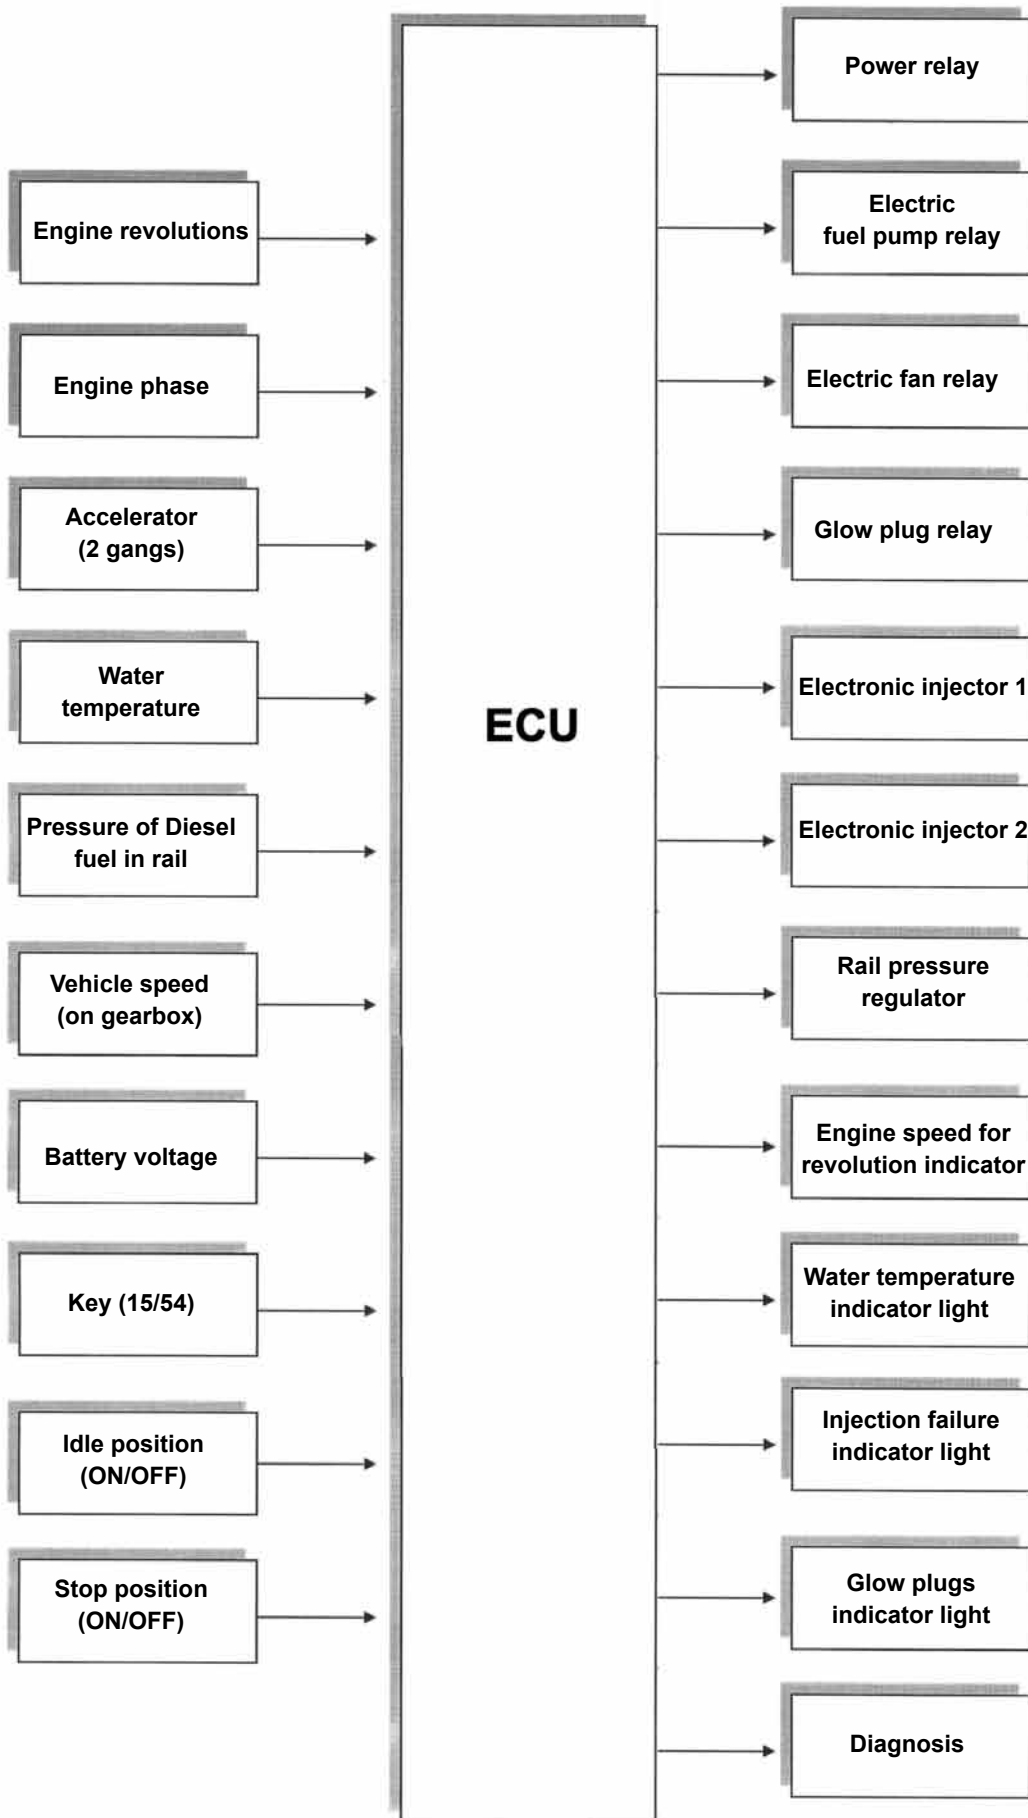 Engine revolutions
Engine phase
Accelerator
(2 gangs)
Water
temperature
Pressure of Diesel
fuel in rail
Vehicle speed
(on gearbox)
Battery voltage
Key (15/54)
Idle position
(ON/OFF)
Stop position
(ON/OFF)
ECU
Power relay
Electric
fuel pump relay
Electric fan relay
Glow plug relay
Electronic injector 1
Electronic injector 2
Rail pressure
regulator
Engine speed for
revolution indicator
Water temperature
indicator light
Injection failure
indicator light
Glow plugs
indicator light
Diagnosis